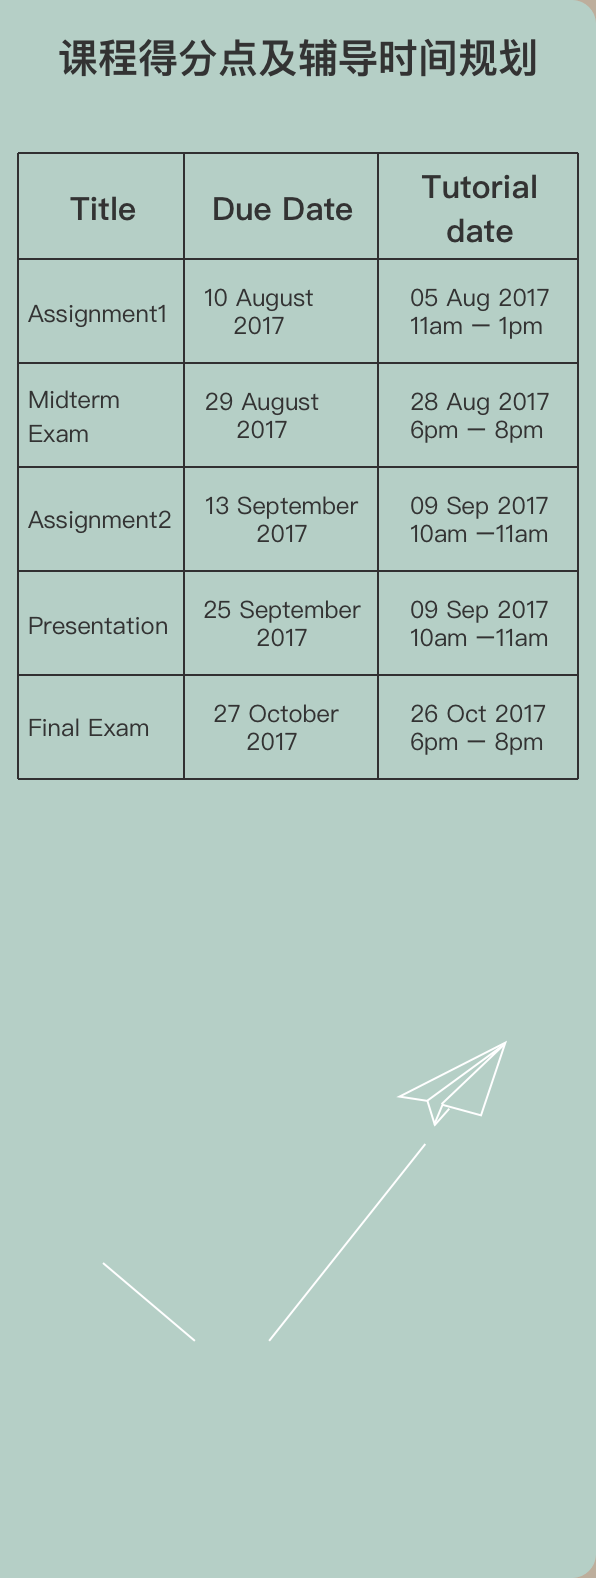 课程得分点及辅导时间规划
Title
Due Date
Tutorial
date
Assignment1
10 August
2017
05 Aug 2017
11am — 1pm
Midterm
Exam
29 August
2017
28 Aug 2017
6pm — 8pm
Assignment2
13 September
2017
09 Sep 2017
10am —11am
Presentation
25 September
2017
09 Sep 2017
10am —11am
Final Exam
27 October
2017
26 Oct 2017
6pm — 8pm